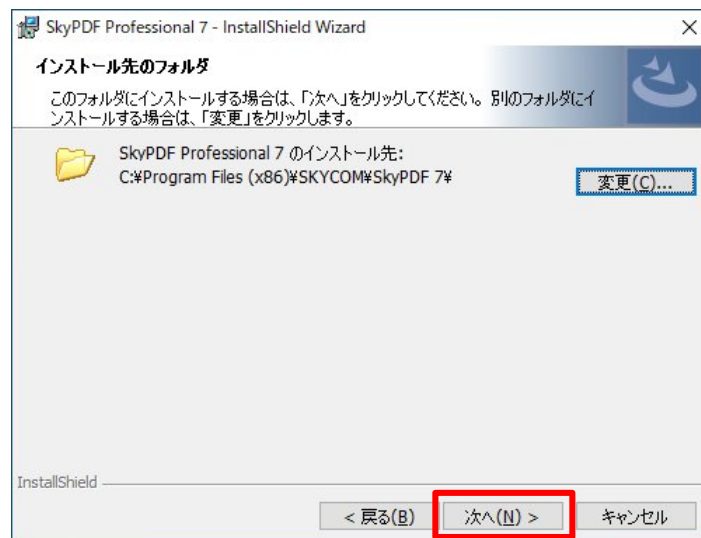 SkyPDF Professional 7 - InstallShield Wizard
インストール先のフォルダ
このフォルダにインストールする場合は、「次へ」をクリックしてください。別のフォルダにイ
ンストールする場合は、「変更」をクリックします。
SkyPDF Professional 7 のインストール先:
C:¥Program Files (x86)¥SKYCOM¥SkyPDF 7¥
変更(C)...
InstallShield
< 戻る(B)
次へ(N) >
キャンセル